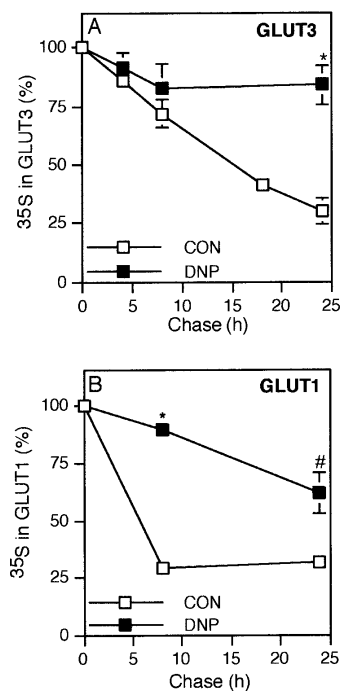 A GLUT3
100
*
75
50
25
0
35S in GLUT3 (%)
CON
DNP
0 5 10 15 20 25
Chase (h)
B GLUT1
100
*
75
#
50
25
0
35S in GLUT1 (%)
CON
DNP
0 5 10 15 20 25
Chase (h)